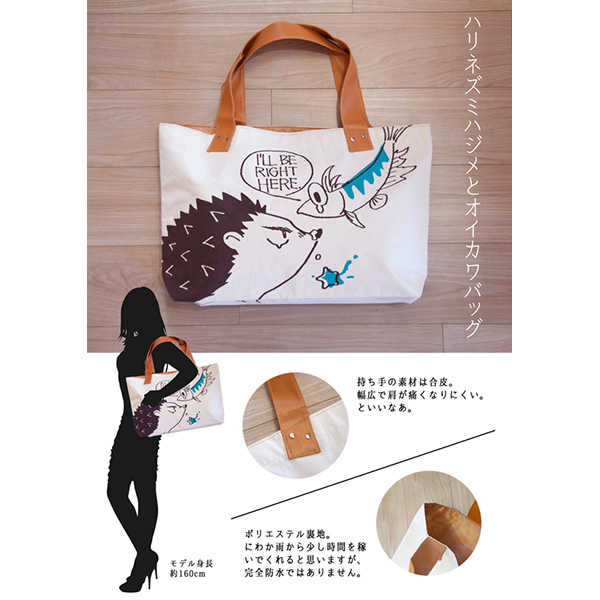 ハリネズミハジメとオイカワバッグ
I'LL BE
RIGHT
HERE.
持ち手の素材は合皮。
幅広で肩が痛くなりにくい。
といいなあ。
ポリエステル裏地。
にわか雨から少し時間を稼
いでくれると思いますが、
完全防水ではありません。
モデル身長
約160cm